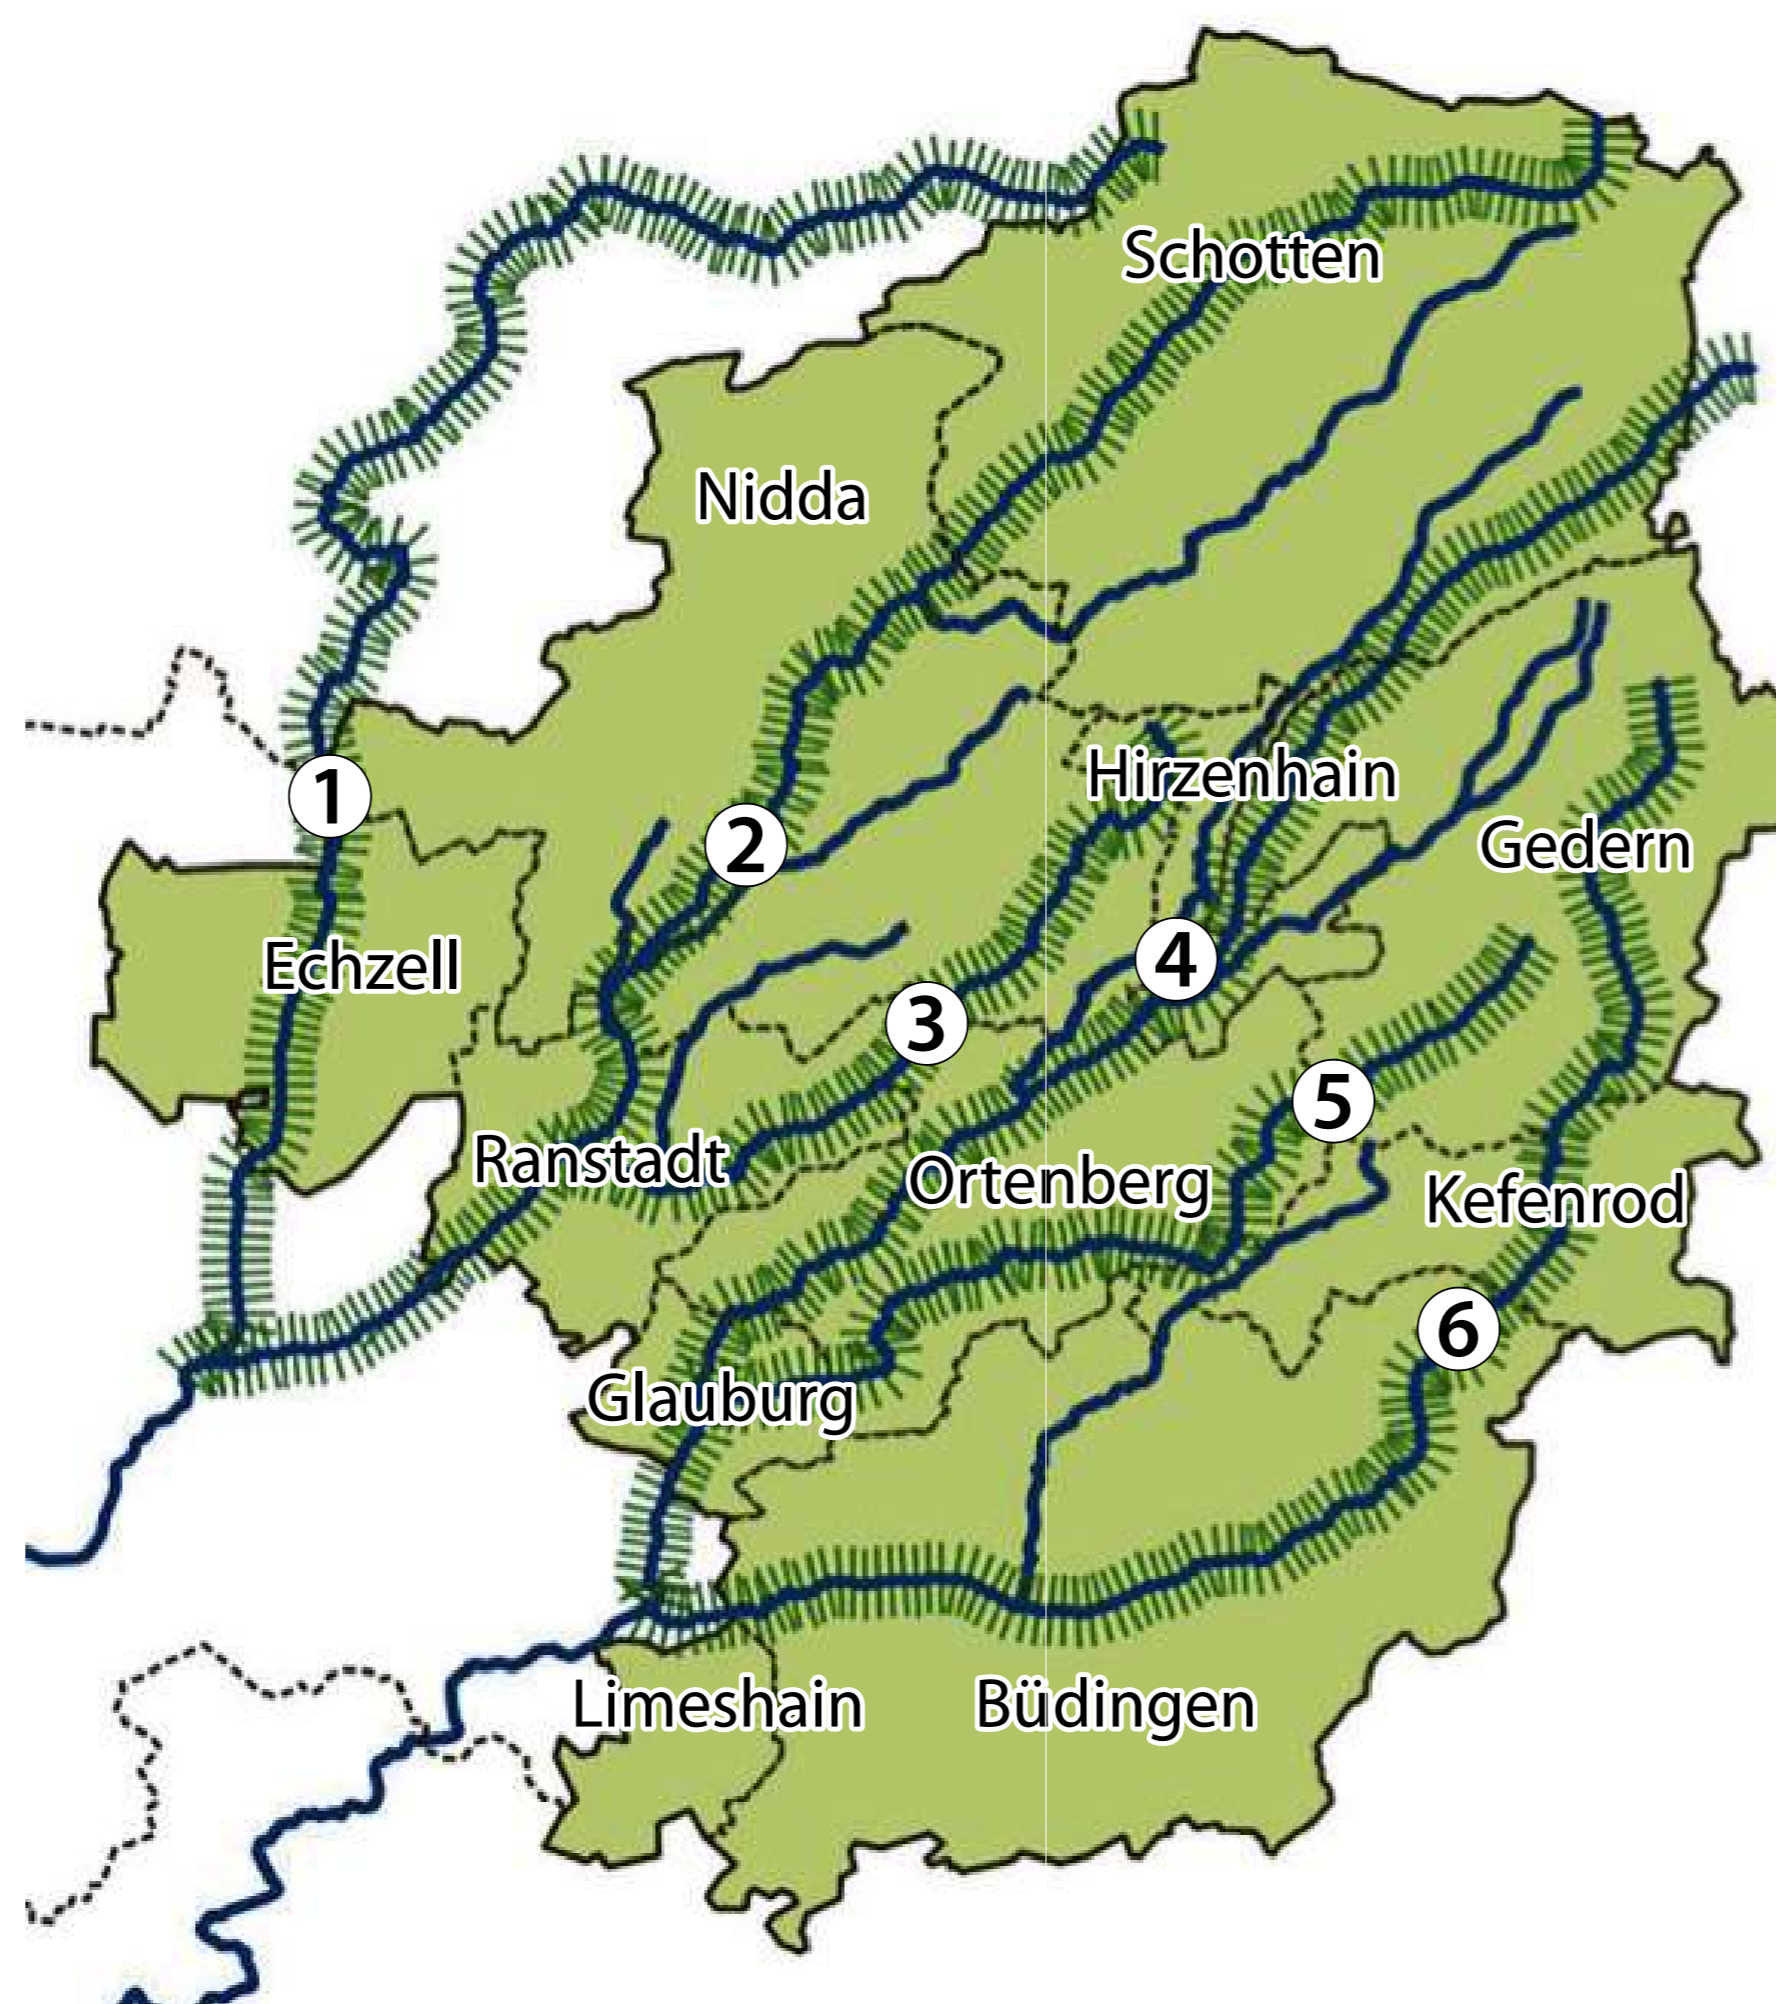 Schotten
Nidda
Hirzenhain
1
2
Gedern
Echzell
4
3
5
Ranstadt
Ortenberg
Kefenrod
6
Glauburg
Limeshain
Büdingen